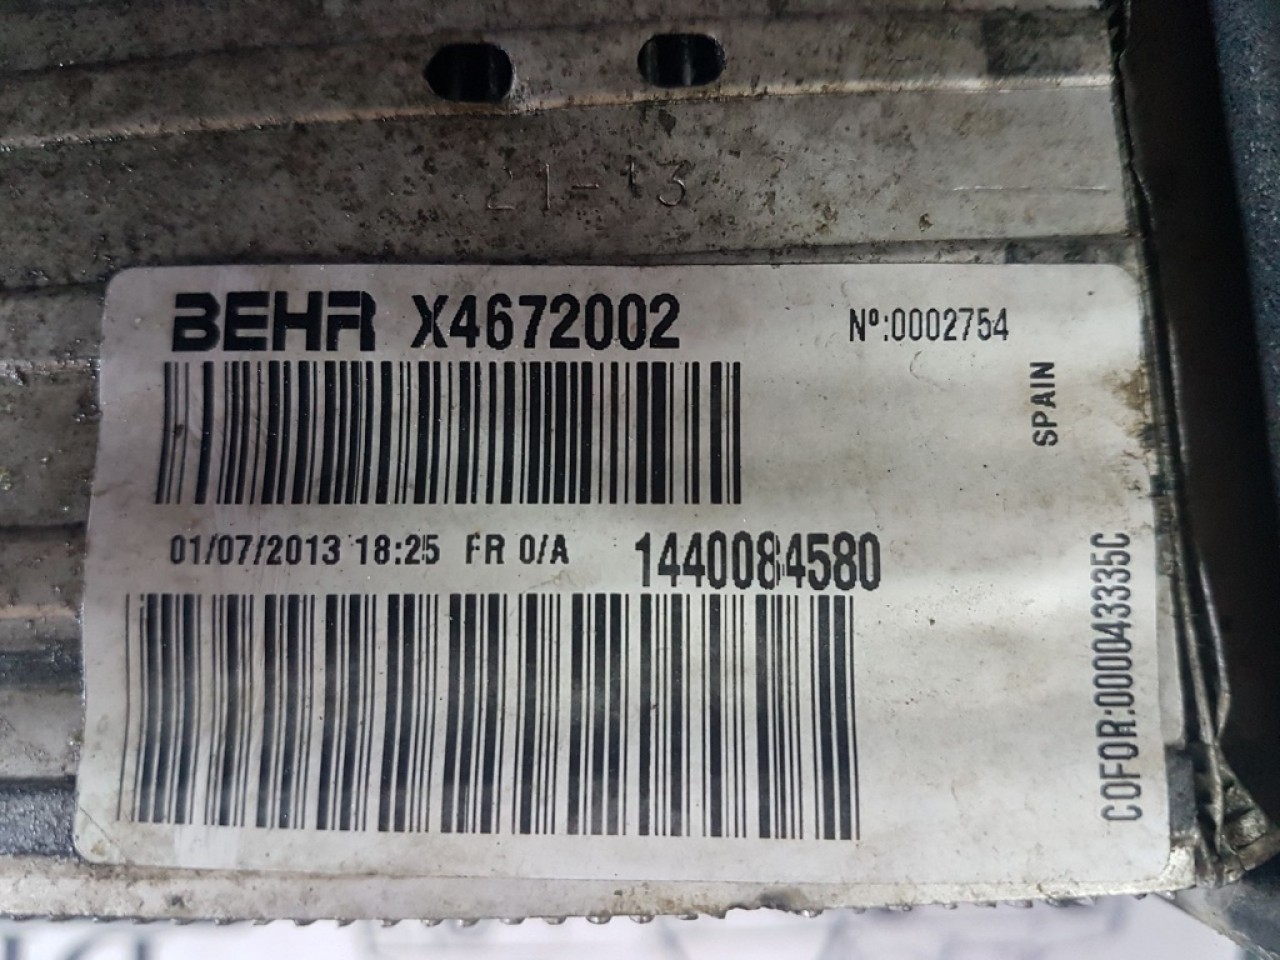 21-13
BEHR X4672002 Nº:0002754
SPAIN
01/07/2013 18:25 FR 0/A 1440084580
COFOR:000043335C